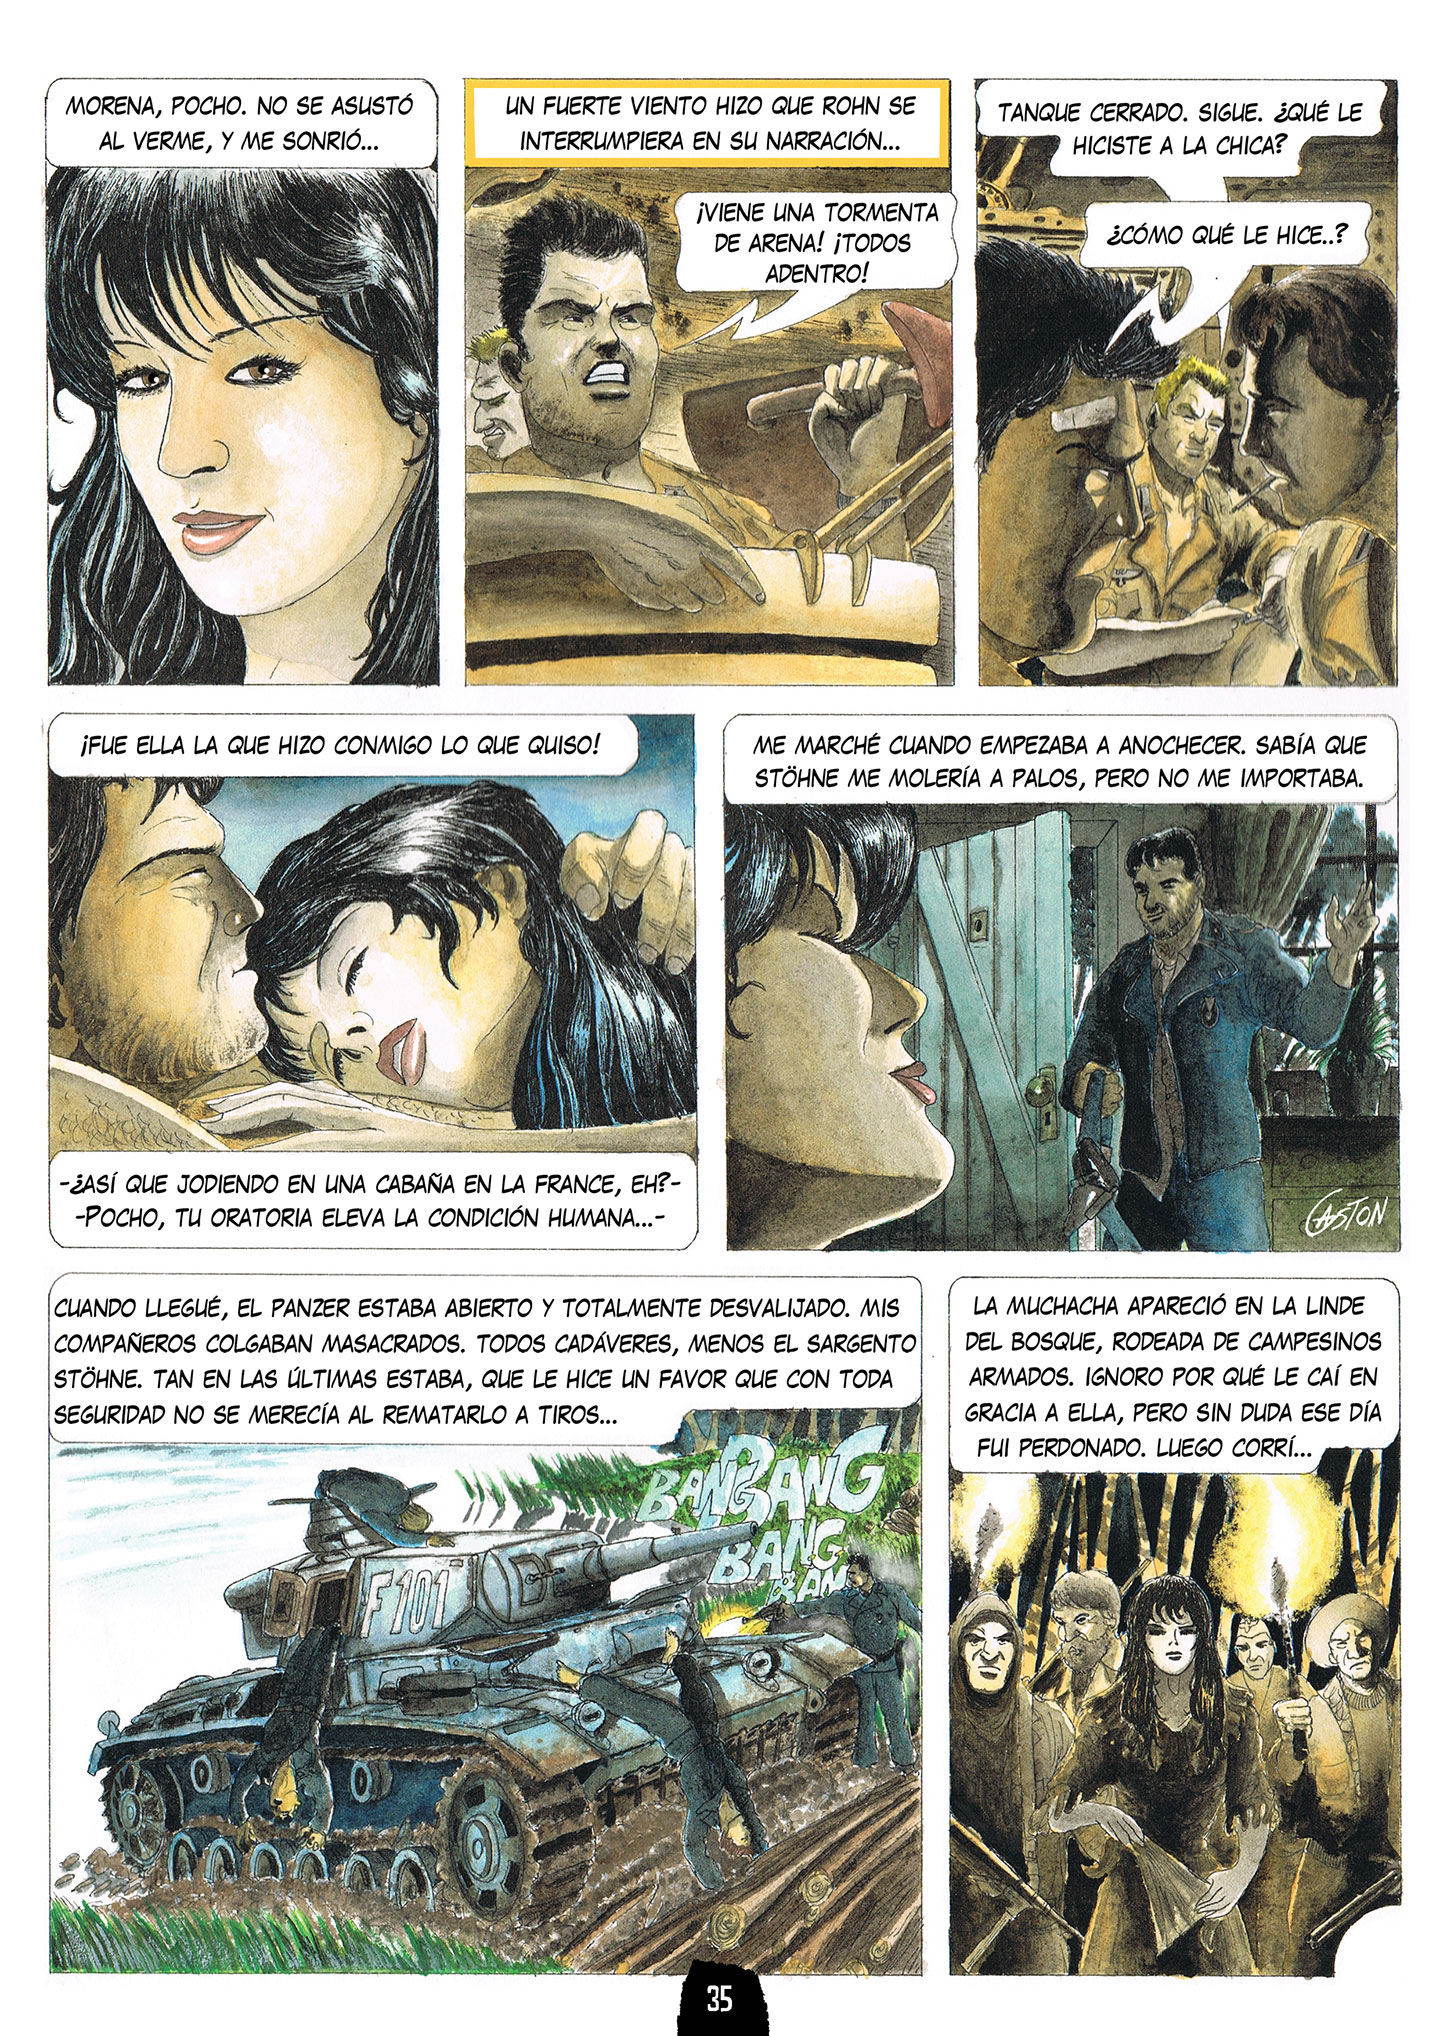 MORENA, POCHO. NO SE ASUSTÓ
AL VERME, Y ME SONRIÓ...
UN FUERTE VIENTO HIZO QUE ROHN SE
INTERRUMPIERA EN SU NARRACIÓN...
¡VIENE UNA TORMENTA
DE ARENA! ¡TODOS
ADENTRO!
TANQUE CERRADO. SIGUE. ¿QUÉ LE
HICISTE A LA CHICA?
¿CÓMO QUÉ LE HICE..?
¡FUE ELLA LA QUE HIZO CONMIGO LO QUE QUISO!
-¿ASÍ QUE JODIENDO EN UNA CABAÑA EN LA FRANCE, EH?-
-POCHO, TU ORATORIA ELEVA LA CONDICIÓN HUMANA...-
ME MARCHÉ CUANDO EMPEZABA A ANOCHECER. SABÍA QUE
STÖHNE ME MOLERÍA A PALOS, PERO NO ME IMPORTABA.
GASTON
CUANDO LLEGUÉ, EL PANZER ESTABA ABIERTO Y TOTALMENTE DESVALIJADO. MIS
COMPAÑEROS COLGABAN MASACRADOS. TODOS CADÁVERES, MENOS EL SARGENTO
STÖHNE. TAN EN LAS ÚLTIMAS ESTABA, QUE LE HICE UN FAVOR QUE CON TODA
SEGURIDAD NO SE MERECÍA AL REMATARLO A TIROS...
BANG BANG
BANG
BAN
F101
LA MUCHACHA APARECIÓ EN LA LINDE
DEL BOSQUE, RODEADA DE CAMPESINOS
ARMADOS. IGNORO POR QUÉ LE CAÍ EN
GRACIA A ELLA, PERO SIN DUDA ESE DÍA
FUI PERDONADO. LUEGO CORRÍ...
35